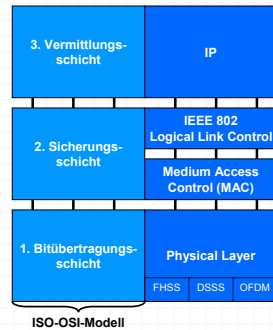 3. Vermittlungs-
schicht
IP
2. Sicherungs-
schicht
IEEE 802
Logical Link Control
Medium Access
Control (MAC)
1. Bitübertragungs-
schicht
Physical Layer
FHSS DSSS OFDM
ISO-OSI-Modell